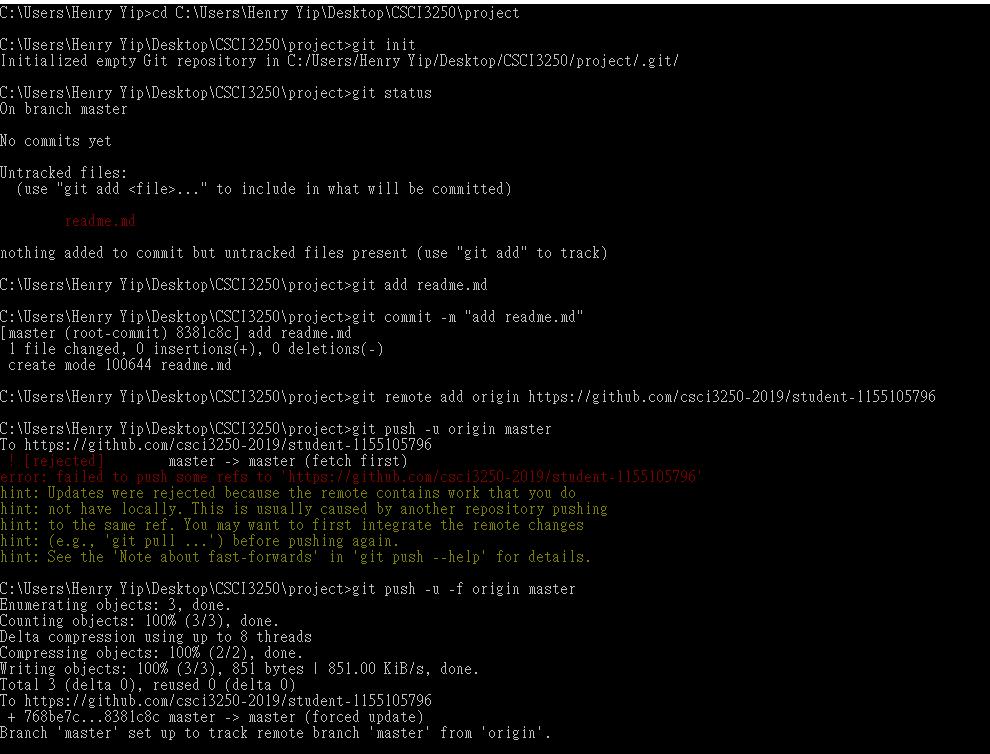 C:\Users\Henry Yip>cd C:\Users\Henry Yip\Desktop\CSCI3250\project
C:\Users\Henry Yip\Desktop\CSCI3250\project>git init
Initialized empty Git repository in C:/Users/Henry Yip/Desktop/CSCI3250/project/.git/
C:\Users\Henry Yip\Desktop\CSCI3250\project>git status
On branch master
No commits yet
Untracked files:
  (use "git add <file>..." to include in what will be committed)
        readme.md
nothing added to commit but untracked files present (use "git add" to track)
C:\Users\Henry Yip\Desktop\CSCI3250\project>git add readme.md
C:\Users\Henry Yip\Desktop\CSCI3250\project>git commit -m "add readme.md"
[master (root-commit) 8381c8c] add readme.md
 1 file changed, 0 insertions(+), 0 deletions(-)
 create mode 100644 readme.md
C:\Users\Henry Yip\Desktop\CSCI3250\project>git remote add origin https://github.com/csci3250-2019/student-1155105796
C:\Users\Henry Yip\Desktop\CSCI3250\project>git push -u origin master
To https://github.com/csci3250-2019/student-1155105796
 ! [rejected]        master -> master (fetch first)
error: failed to push some refs to 'https://github.com/csci3250-2019/student-1155105796'
hint: Updates were rejected because the remote contains work that you do
hint: not have locally. This is usually caused by another repository pushing
hint: to the same ref. You may want to first integrate the remote changes
hint: (e.g., 'git pull ...') before pushing again.
hint: See the 'Note about fast-forwards' in 'git push --help' for details.
C:\Users\Henry Yip\Desktop\CSCI3250\project>git push -u -f origin master
Enumerating objects: 3, done.
Counting objects: 100% (3/3), done.
Delta compression using up to 8 threads
Compressing objects: 100% (2/2), done.
Writing objects: 100% (3/3), 851 bytes | 851.00 KiB/s, done.
Total 3 (delta 0), reused 0 (delta 0)
To https://github.com/csci3250-2019/student-1155105796
 + 768be7c...8381c8c master -> master (forced update)
Branch 'master' set up to track remote branch 'master' from 'origin'.